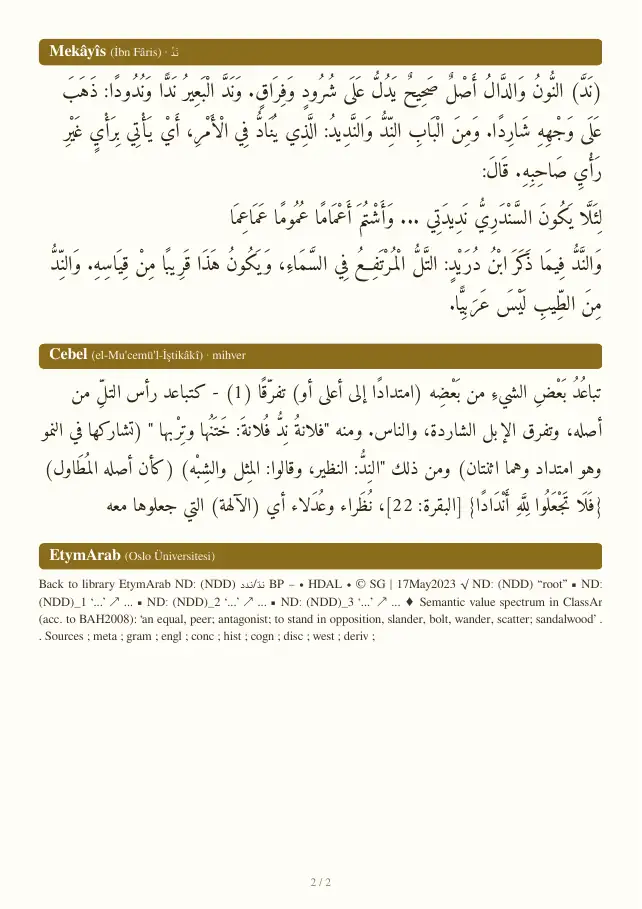 Mekâyîs (İbn Fâris) · نَدَّ
(نَدَّ) النُّونُ وَالدَّالُ أَصْلٌ صَحِيحٌ يَدُلُّ عَلَى شُرُودٍ وَفِرَاقٍ. وَنَدَّ الْبَعِيرُ نَدًّا وَنُدُودًا: ذَهَبَ
عَلَى وَجْهِهِ شَارِدًا. وَمِنَ الْبَابِ النِّدُّ وَالنَّدِيدُ: الَّذِي يُنَادُّ فِي الْأَمْرِ، أَيْ يَأْتِي بِرَأْيٍ غَيْرِ
رَأْيِ صَاحِبِهِ. قَالَ:
لِئَلَّا يَكُونَ السَّنْدَرِيُّ نَدِيدَتِي ... وَأَشْتُمَ أَعْمَامًا عُمُومًا عَمَاعِمَا
وَالنَّدُّ فِيمَا ذَكَرَ ابْنُ دُرَيْدٍ: التَّلُّ الْمُرْتَفِعُ فِي السَّمَاءِ، وَيَكُونُ هَذَا قَرِيبًا مِنْ قِيَاسِهِ. وَالنِّدُّ
مِنَ الطِّيبِ لَيْسَ عَرَبِيًّا.
Cebel (el-Mu'cemü'l-İştikâkî) · mihver
تباعُدُ بَعْضِ الشيءِ من بَعْضِه (امتدادًا إلى أعلى أو) تفرّقًا (1) - كتباعد رأس التلِّ من
أصله، وتفرق الإبل الشاردة، والناس. ومنه "فلانةُ نِدُّ فُلانةَ: خَتَنُها وتِرْبها " (تشاركها في النمو
وهو امتداد وهما اثنتان) ومن ذلك "النِدُّ: النظير، وقالوا: المِثل والشِبْه) (كأن أصله المُطَاول)
{فَلَا تَجْعَلُوا لِلَّهِ أَنْدَادًا} [البقرة: 22]، نُظَراء وعُدَلاء أي (الآلهة) التي جعلوها معه
EtymArab (Oslo Üniversitesi)
Back to library EtymArab ND: (NDD) ندّ/ندد BP – • HDAL • © SG | 17May2023 √ ND: (NDD) “root” ▪ ND:
(NDD)_1 ‘...’ ↗ ... ▪ ND: (NDD)_2 ‘...’ ↗ ... ▪ ND: (NDD)_3 ‘...’ ↗ ... ♦ Semantic value spectrum in ClassAr
(acc. to BAH2008): ‘an equal, peer; antagonist; to stand in opposition, slander, bolt, wander, scatter; sandalwood’ .
. Sources ; meta ; gram ; engl ; conc ; hist ; cogn ; disc ; west ; deriv ;
2 / 2